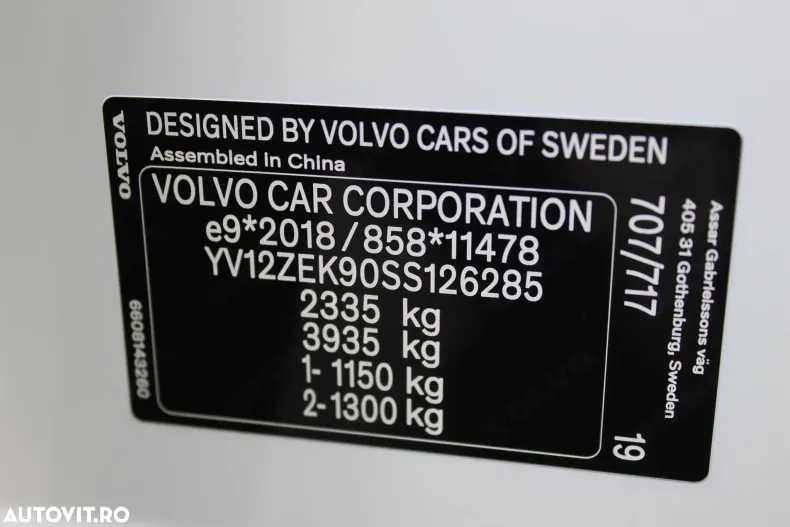 VOLVO
DESIGNED BY VOLVO CARS OF SWEDEN
Assembled in China
VOLVO CAR CORPORATION
e9*2018/858*11478
YV12ZEK90SS126285
2335 kg
3935 kg
1- 1150 kg
2-1300 kg
6608143260
707/717
19
Assar Gabrielssons väg
405 31 Gothenburg, Sweden
AUTOVIT.RO